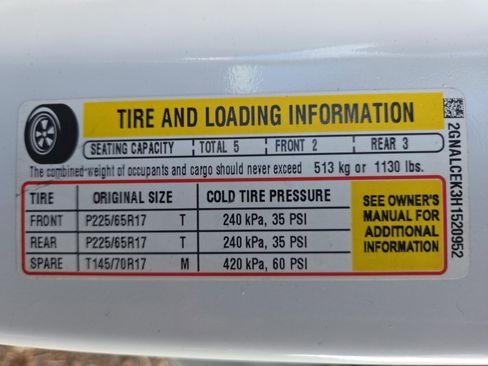 TIRE AND LOADING INFORMATION
SEATING CAPACITY TOTAL 5 FRONT 2 REAR 3
The combined weight of occupants and cargo should never exceed 513 kg or 1130 lbs.
TIRE ORIGINAL SIZE COLD TIRE PRESSURE
FRONT P225/65R17 T 240 kPa, 35 PSI
REAR P225/65R17 T 240 kPa, 35 PSI
SPARE T145/70R17 M 420 kPa, 60 PSI
SEE OWNER'S
MANUAL FOR
ADDITIONAL
INFORMATION
2GNALCEK3H1520952